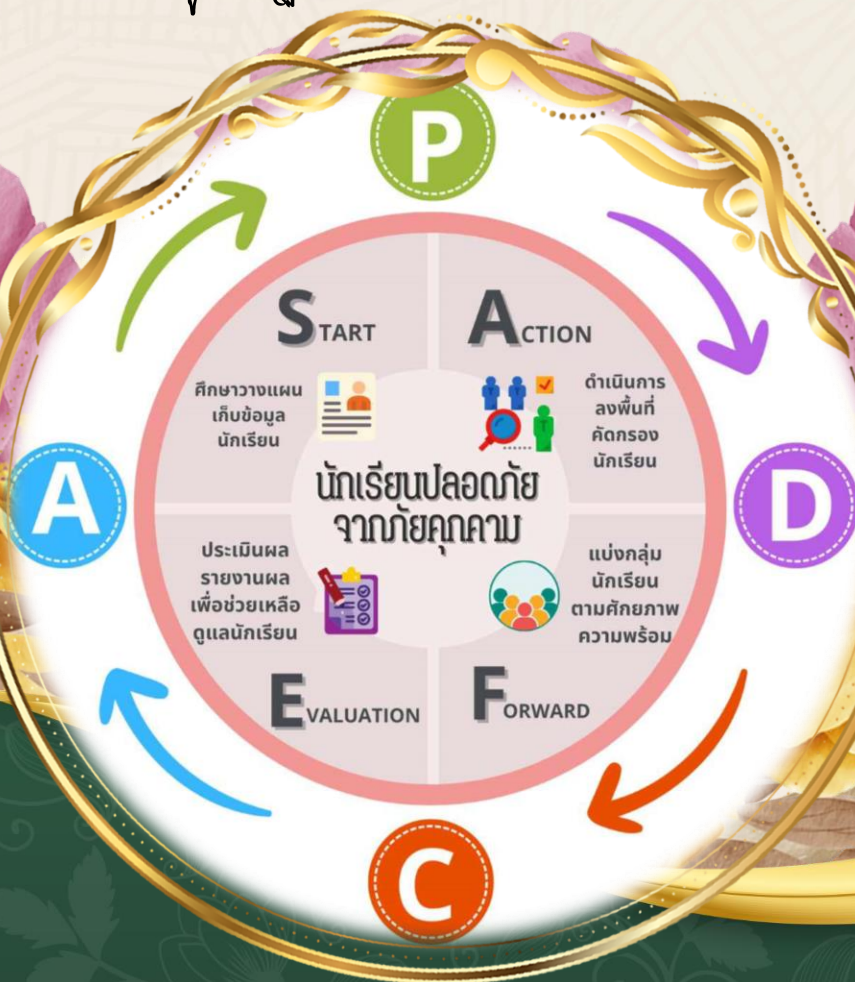 P
START
ศึกษาวางแผน
เก็บข้อมูล
นักเรียน
ACTION
ดำเนินการ
ลงพื้นที่
คัดกรอง
นักเรียน
A
นักเรียนปลอดภัย
จากภัยคุกคาม
D
ประเมินผล
รายงานผล
เพื่อช่วยเหลือ
ดูแลนักเรียน
EVALUATION
แบ่งกลุ่ม
นักเรียน
ตามศักยภาพ
ความพร้อม
FORWARD
C